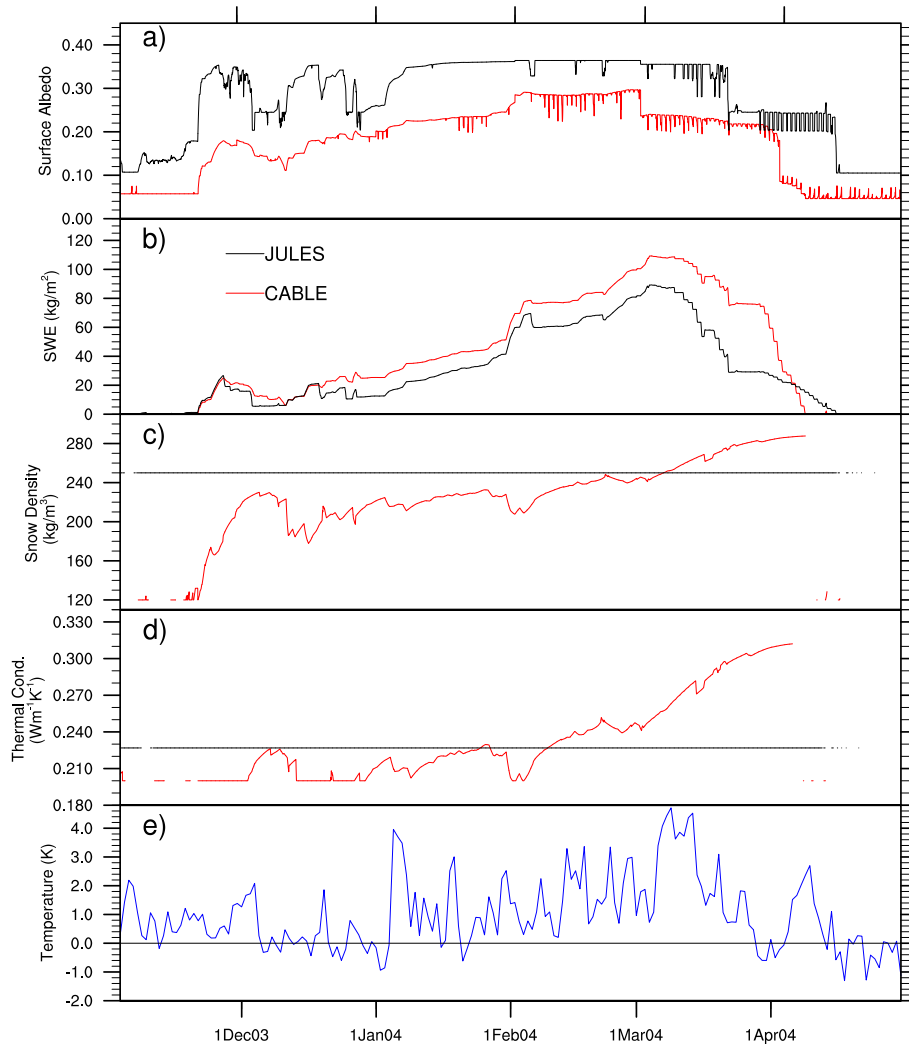 a)
0.40
0.30
0.20
0.10
0.00
Surface Albedo
b)
JULES
CABLE
120
100
80
60
40
20
0
SWE (kg/m²)
c)
280
240
200
160
120
Snow Density
(kg/m³)
d)
0.330
0.300
0.270
0.240
0.210
0.180
Thermal Cond.
(Wm⁻¹K⁻¹)
e)
4.0
3.0
2.0
1.0
0.0
-1.0
-2.0
Temperature (K)
1Dec03
1Jan04
1Feb04
1Mar04
1Apr04